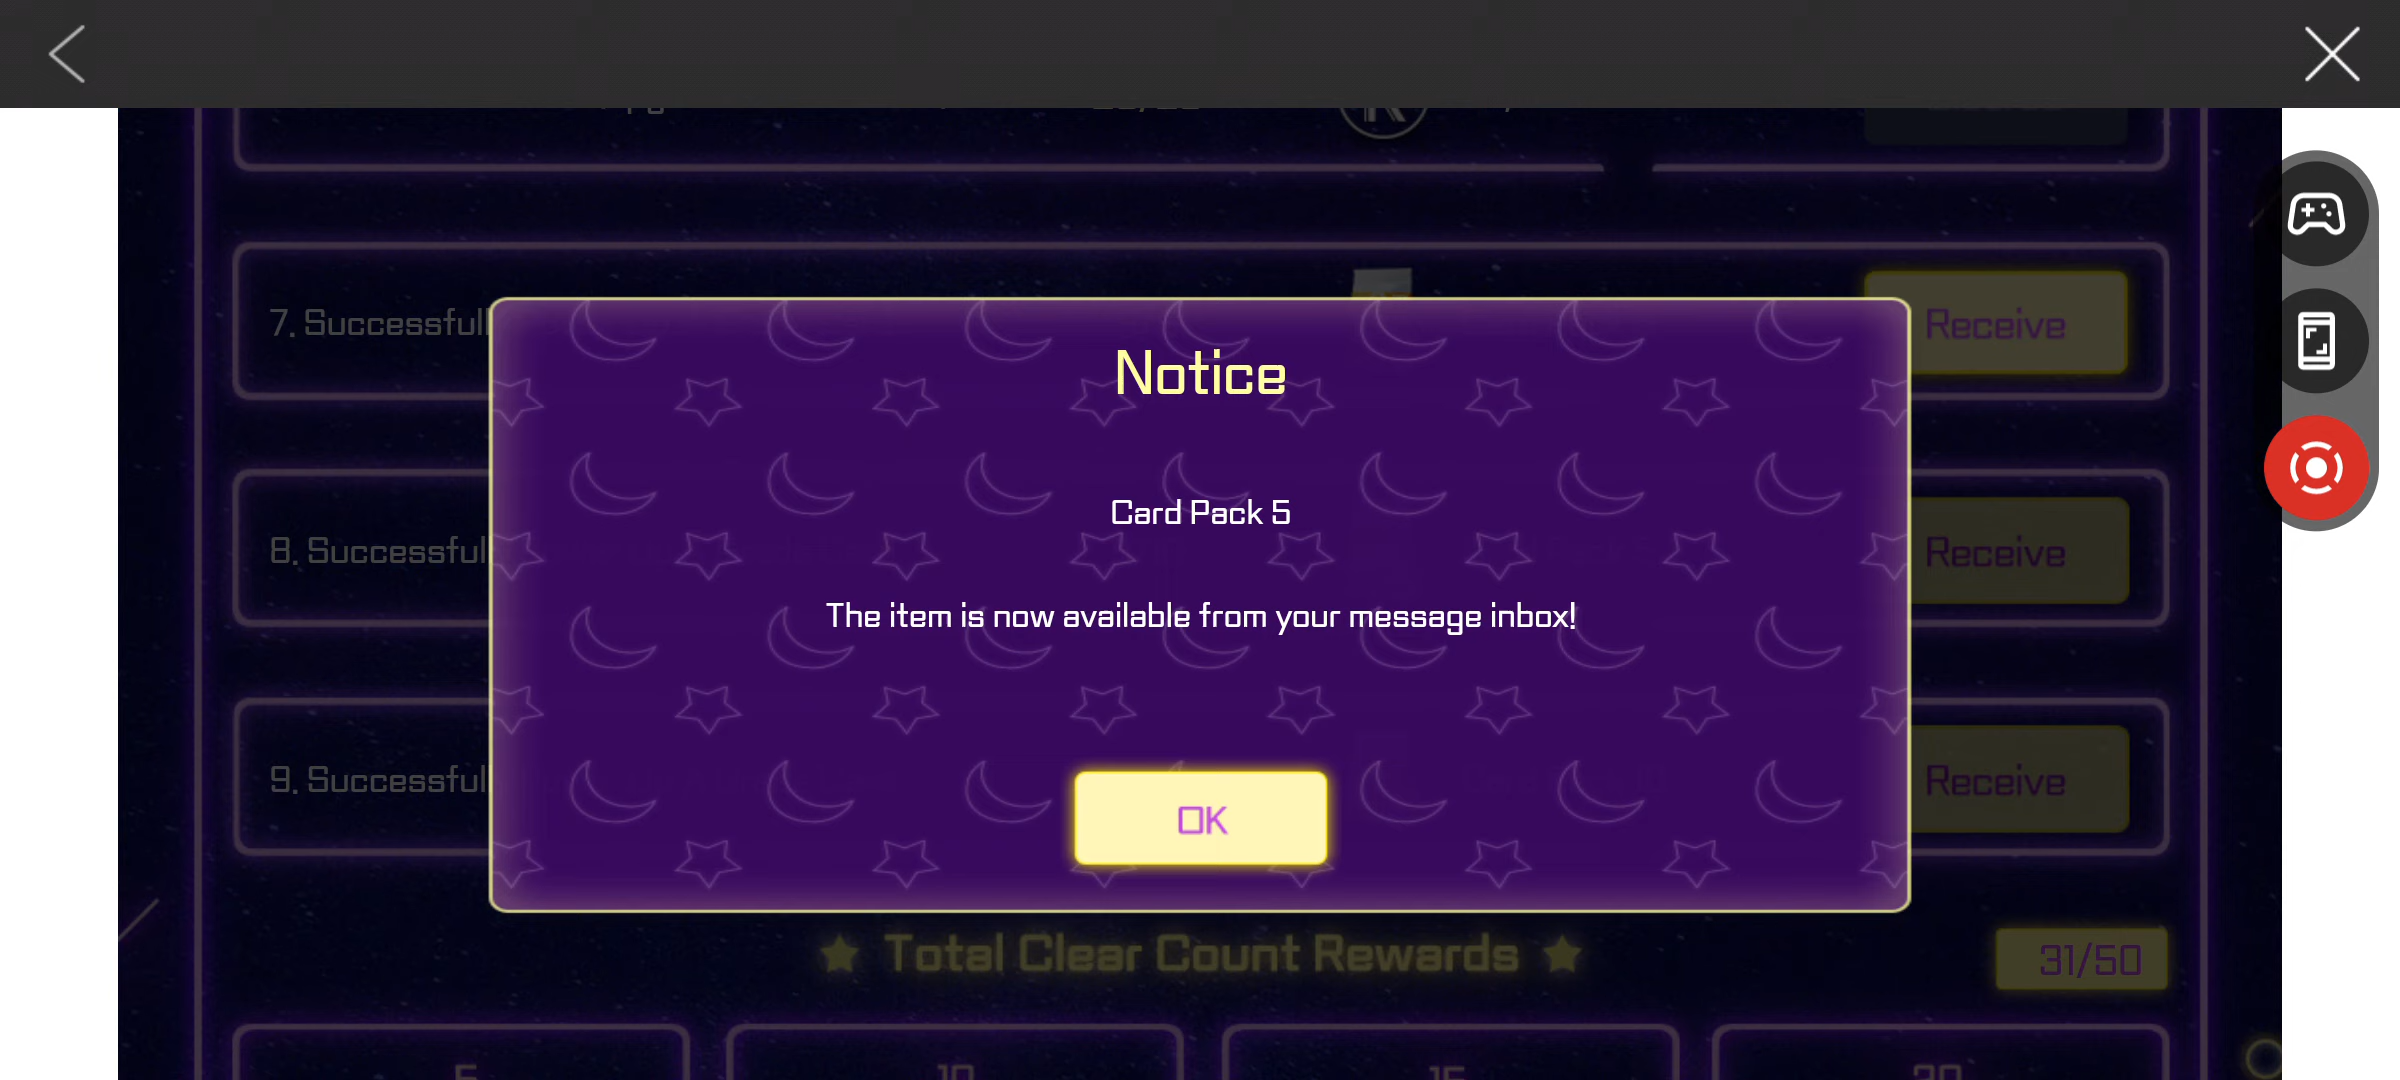 7. Successful
Receive
Notice
Card Pack 5
8. Successful
Receive
The item is now available from your message inbox!
9. Successful
Receive
OK
Total Clear Count Rewards
31/50